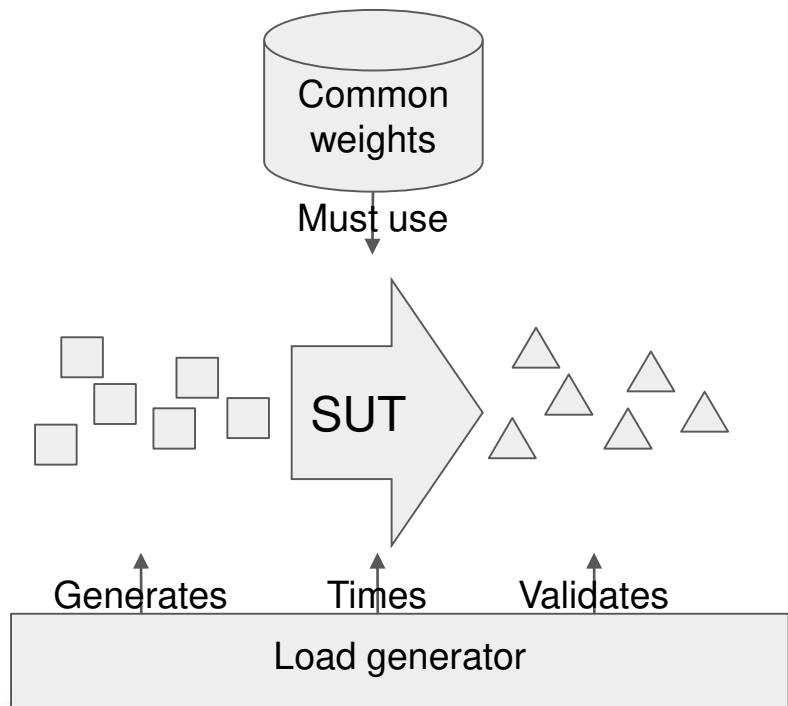 Common
weights
Must use
SUT
Generates
Times
Validates
Load generator